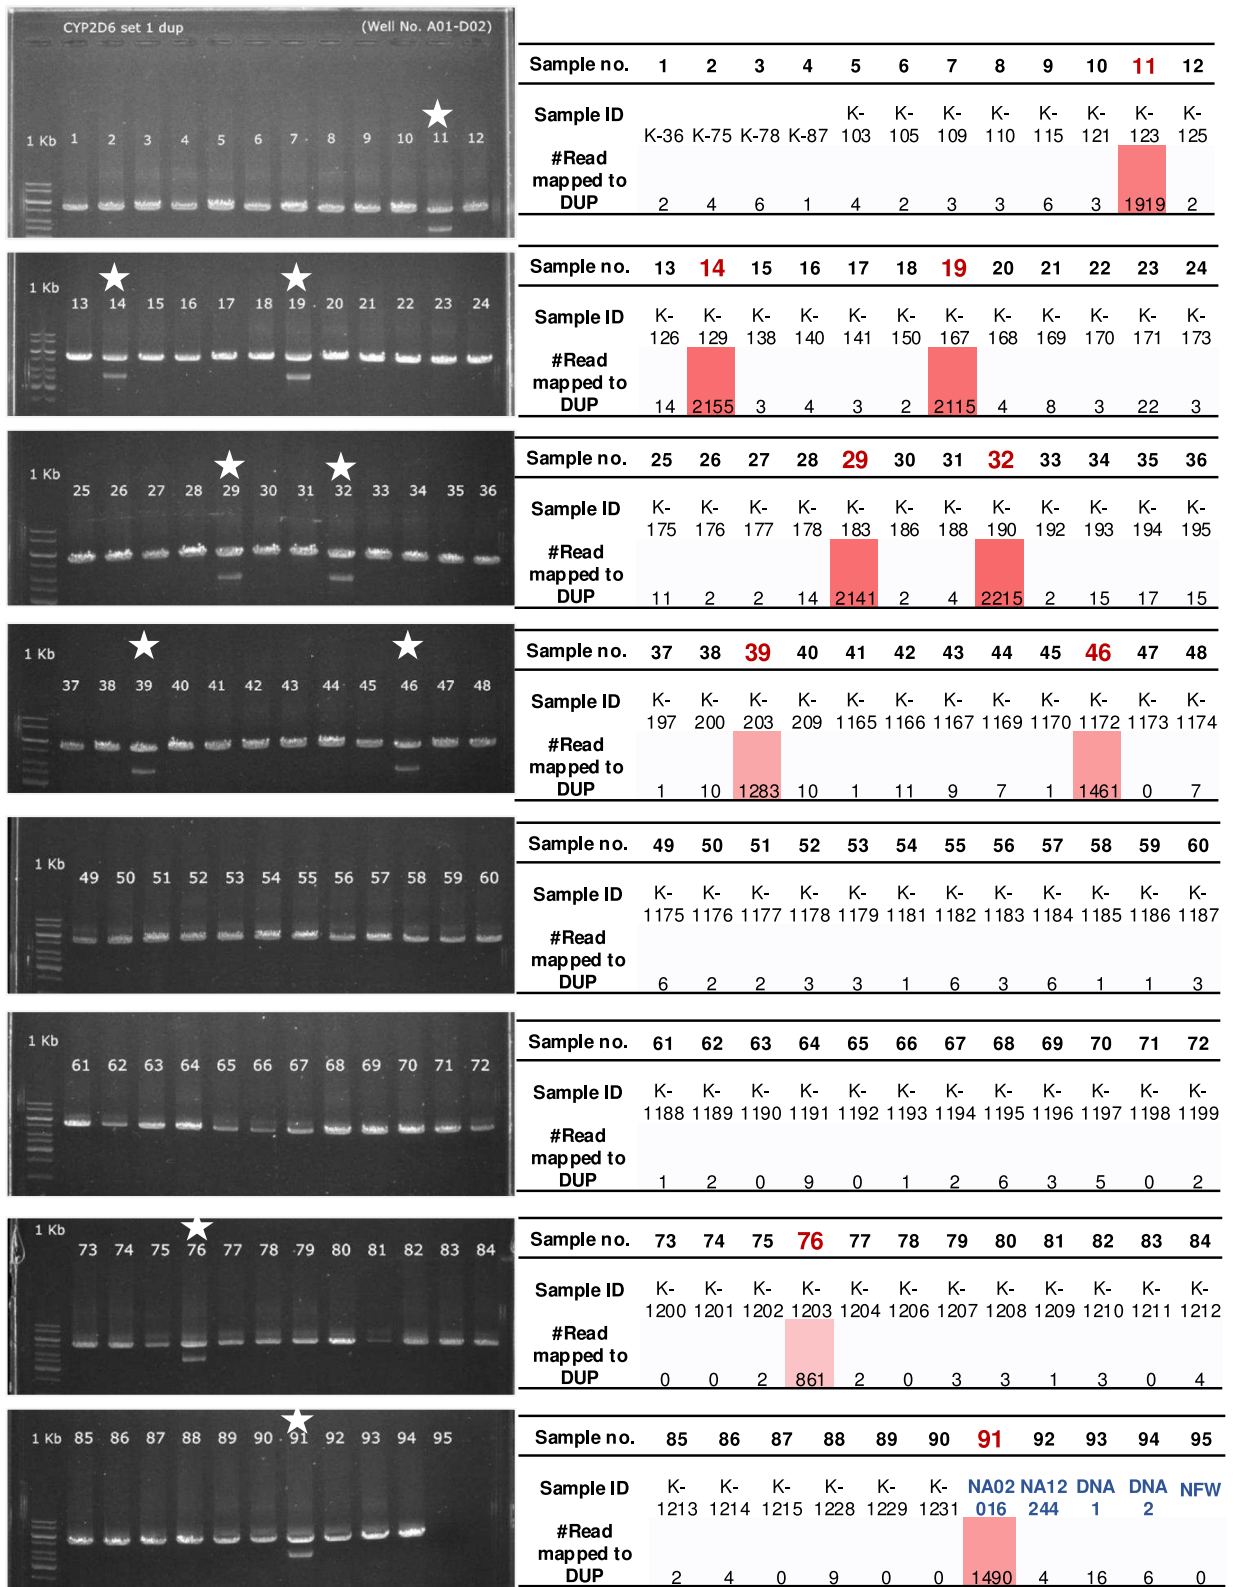 CYP2D6 set 1 dup (Well No. A01-D02)
1 Kb 1 2 3 4 5 6 7 8 9 10 11 12
Sample no. 1 2 3 4 5 6 7 8 9 10 11 12
Sample ID K-36 K-75 K-78 K-87 K-103 K-105 K-109 K-110 K-115 K-121 K-123 K-125
#Read
mapped to
DUP 2 4 6 1 4 2 3 3 6 3 1919 2
1 Kb
13 14 15 16 17 18 19 20 21 22 23 24
Sample no. 13 14 15 16 17 18 19 20 21 22 23 24
Sample ID K-126 K-129 K-138 K-140 K-141 K-150 K-167 K-168 K-169 K-170 K-171 K-173
#Read
mapped to
DUP 14 2155 3 4 3 2 2115 4 8 3 22 3
1 Kb
25 26 27 28 29 30 31 32 33 34 35 36
Sample no. 25 26 27 28 29 30 31 32 33 34 35 36
Sample ID K-175 K-176 K-177 K-178 K-183 K-186 K-188 K-190 K-192 K-193 K-194 K-195
#Read
mapped to
DUP 11 2 2 14 2141 2 4 2215 2 15 17 15
1 Kb
37 38 39 40 41 42 43 44 45 46 47 48
Sample no. 37 38 39 40 41 42 43 44 45 46 47 48
Sample ID K-197 K-200 K-203 K-209 K-1165 K-1166 K-1167 K-1169 K-1170 K-1172 K-1173 K-1174
#Read
mapped to
DUP 1 10 1283 10 1 11 9 7 1 1461 0 7
1 Kb
49 50 51 52 53 54 55 56 57 58 59 60
Sample no. 49 50 51 52 53 54 55 56 57 58 59 60
Sample ID K-1175 K-1176 K-1177 K-1178 K-1179 K-1181 K-1182 K-1183 K-1184 K-1185 K-1186 K-1187
#Read
mapped to
DUP 6 2 2 3 3 1 6 3 6 1 1 3
1 Kb
61 62 63 64 65 66 67 68 69 70 71 72
Sample no. 61 62 63 64 65 66 67 68 69 70 71 72
Sample ID K-1188 K-1189 K-1190 K-1191 K-1192 K-1193 K-1194 K-1195 K-1196 K-1197 K-1198 K-1199
#Read
mapped to
DUP 1 2 0 9 0 1 2 6 3 5 0 2
1 Kb
73 74 75 76 77 78 79 80 81 82 83 84
Sample no. 73 74 75 76 77 78 79 80 81 82 83 84
Sample ID K-1200 K-1201 K-1202 K-1203 K-1204 K-1206 K-1207 K-1208 K-1209 K-1210 K-1211 K-1212
#Read
mapped to
DUP 0 0 2 861 2 0 3 3 1 3 0 4
1 Kb 85 86 87 88 89 90 91 92 93 94 95
Sample no. 85 86 87 88 89 90 91 92 93 94 95
Sample ID K-1213 K-1214 K-1215 K-1228 K-1229 K-1231 NA02016 NA12244 DNA 1 DNA 2 NFW
#Read
mapped to
DUP 2 4 0 9 0 0 1490 4 16 6 0